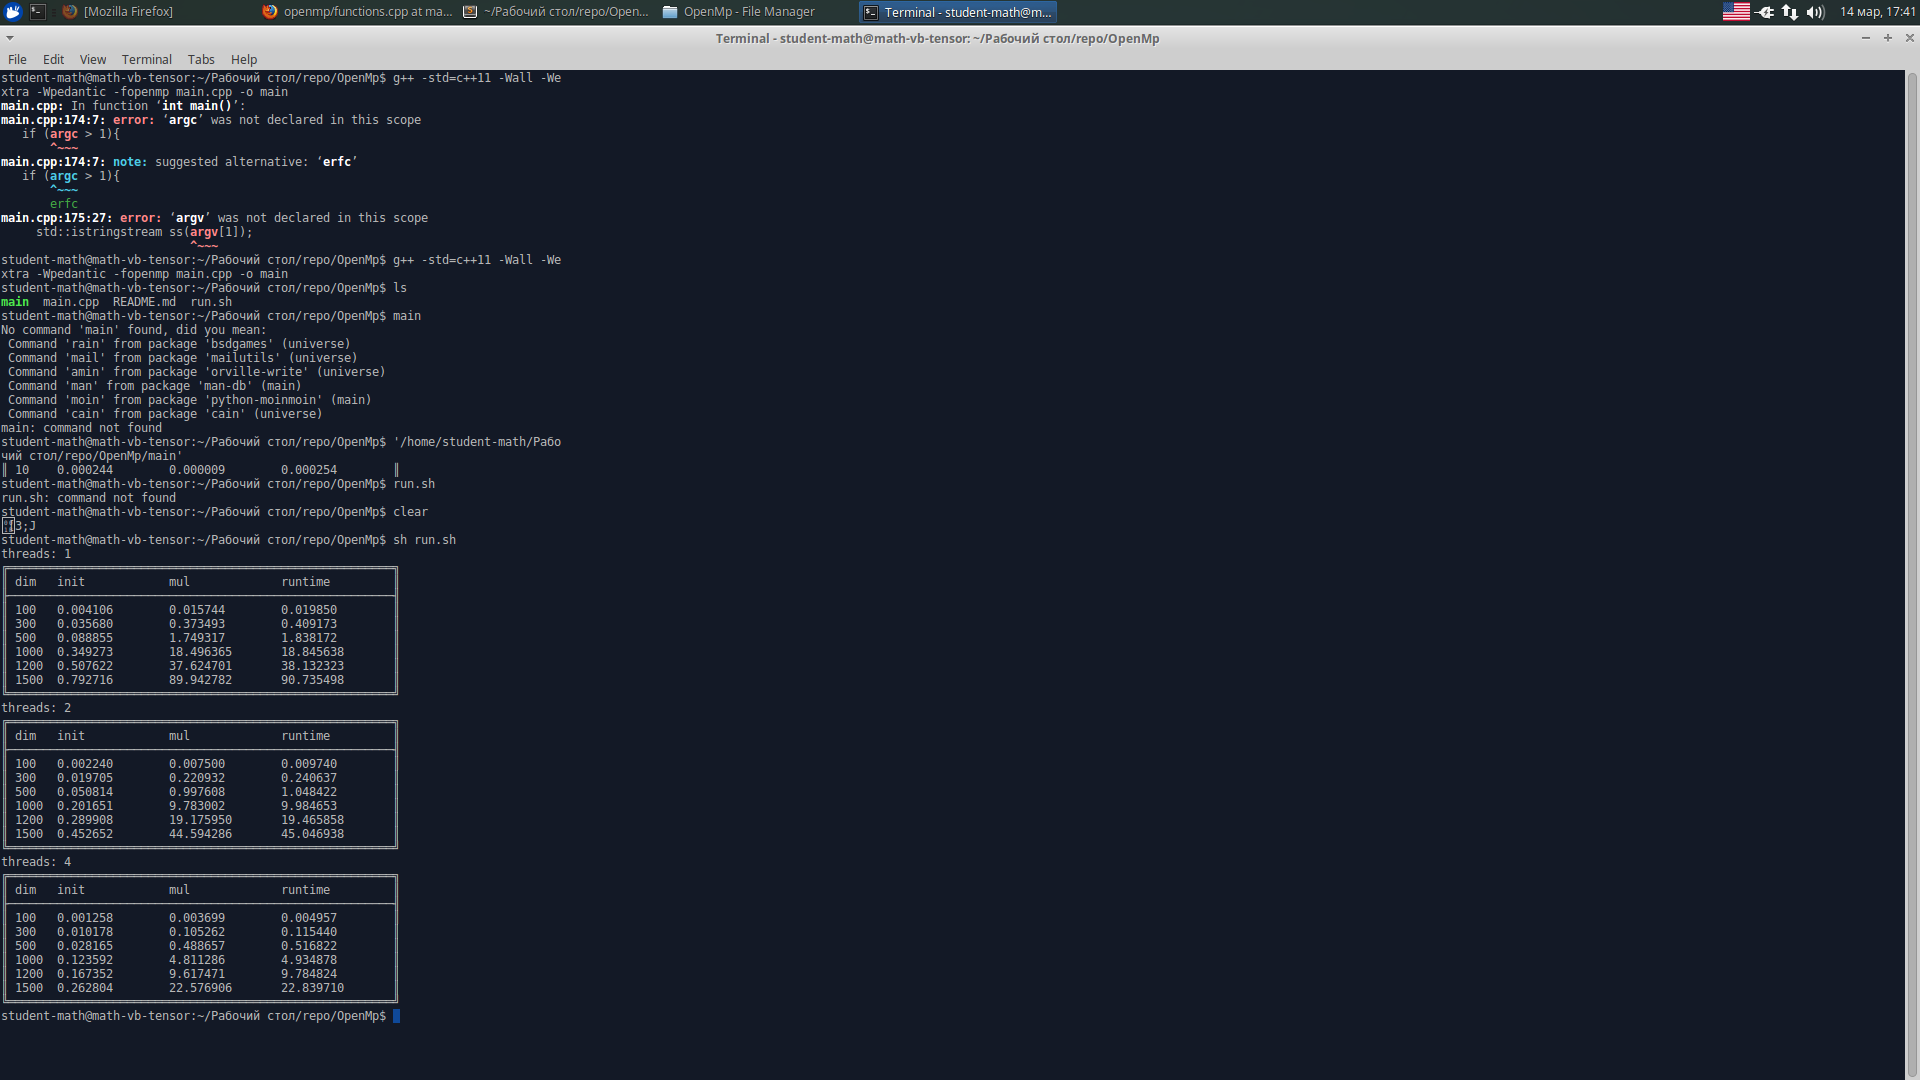 [Mozilla Firefox]
openmp/functions.cpp at ma...
~/Рабочий стол/repo/Open...
OpenMp - File Manager
Terminal - student-math@m...
14 мар, 17:41
Terminal - student-math@math-vb-tensor: ~/Рабочий стол/repo/OpenMp
File Edit View Terminal Tabs Help
student-math@math-vb-tensor:~/Рабочий стол/repo/OpenMp$ g++ -std=c++11 -Wall -We
xtra -Wpedantic -fopenmp main.cpp -o main
main.cpp: In function ‘int main()’:
main.cpp:174:7: error: ‘argc’ was not declared in this scope
if (argc > 1){
^~~~
main.cpp:174:7: note: suggested alternative: ‘erfc’
if (argc > 1){
^~~~
erfc
main.cpp:175:27: error: ‘argv’ was not declared in this scope
std::istringstream ss(argv[1]);
^~~~
student-math@math-vb-tensor:~/Рабочий стол/repo/OpenMp$ g++ -std=c++11 -Wall -We
xtra -Wpedantic -fopenmp main.cpp -o main
student-math@math-vb-tensor:~/Рабочий стол/repo/OpenMp$ ls
main  main.cpp  README.md  run.sh
student-math@math-vb-tensor:~/Рабочий стол/repo/OpenMp$ main
No command 'main' found, did you mean:
Command 'rain' from package 'bsdgames' (universe)
Command 'mail' from package 'mailutils' (universe)
Command 'amin' from package 'orville-write' (universe)
Command 'man' from package 'man-db' (main)
Command 'moin' from package 'python-moinmoin' (main)
Command 'cain' from package 'cain' (universe)
main: command not found
student-math@math-vb-tensor:~/Рабочий стол/repo/OpenMp$ '/home/student-math/Рабо
чий стол/repo/OpenMp/main'
║ 10 0.000244 0.000009 0.000254 ║
student-math@math-vb-tensor:~/Рабочий стол/repo/OpenMp$ run.sh
run.sh: command not found
student-math@math-vb-tensor:~/Рабочий стол/repo/OpenMp$ clear
3;J
student-math@math-vb-tensor:~/Рабочий стол/repo/OpenMp$ sh run.sh
threads: 1
dim init mul runtime
100 0.004106 0.015744 0.019850
300 0.035680 0.373493 0.409173
500 0.088855 1.749317 1.838172
1000 0.349273 18.496365 18.845638
1200 0.507622 37.624701 38.132323
1500 0.792716 89.942782 90.735498
threads: 2
dim init mul runtime
100 0.002240 0.007500 0.009740
300 0.019705 0.220932 0.240637
500 0.050814 0.997608 1.048422
1000 0.201651 9.783002 9.984653
1200 0.289908 19.175950 19.465858
1500 0.452652 44.594286 45.046938
threads: 4
dim init mul runtime
100 0.001258 0.003699 0.004957
300 0.010178 0.105262 0.115440
500 0.028165 0.488657 0.516822
1000 0.123592 4.811286 4.934878
1200 0.167352 9.617471 9.784824
1500 0.262804 22.576906 22.839710
student-math@math-vb-tensor:~/Рабочий стол/repo/OpenMp$